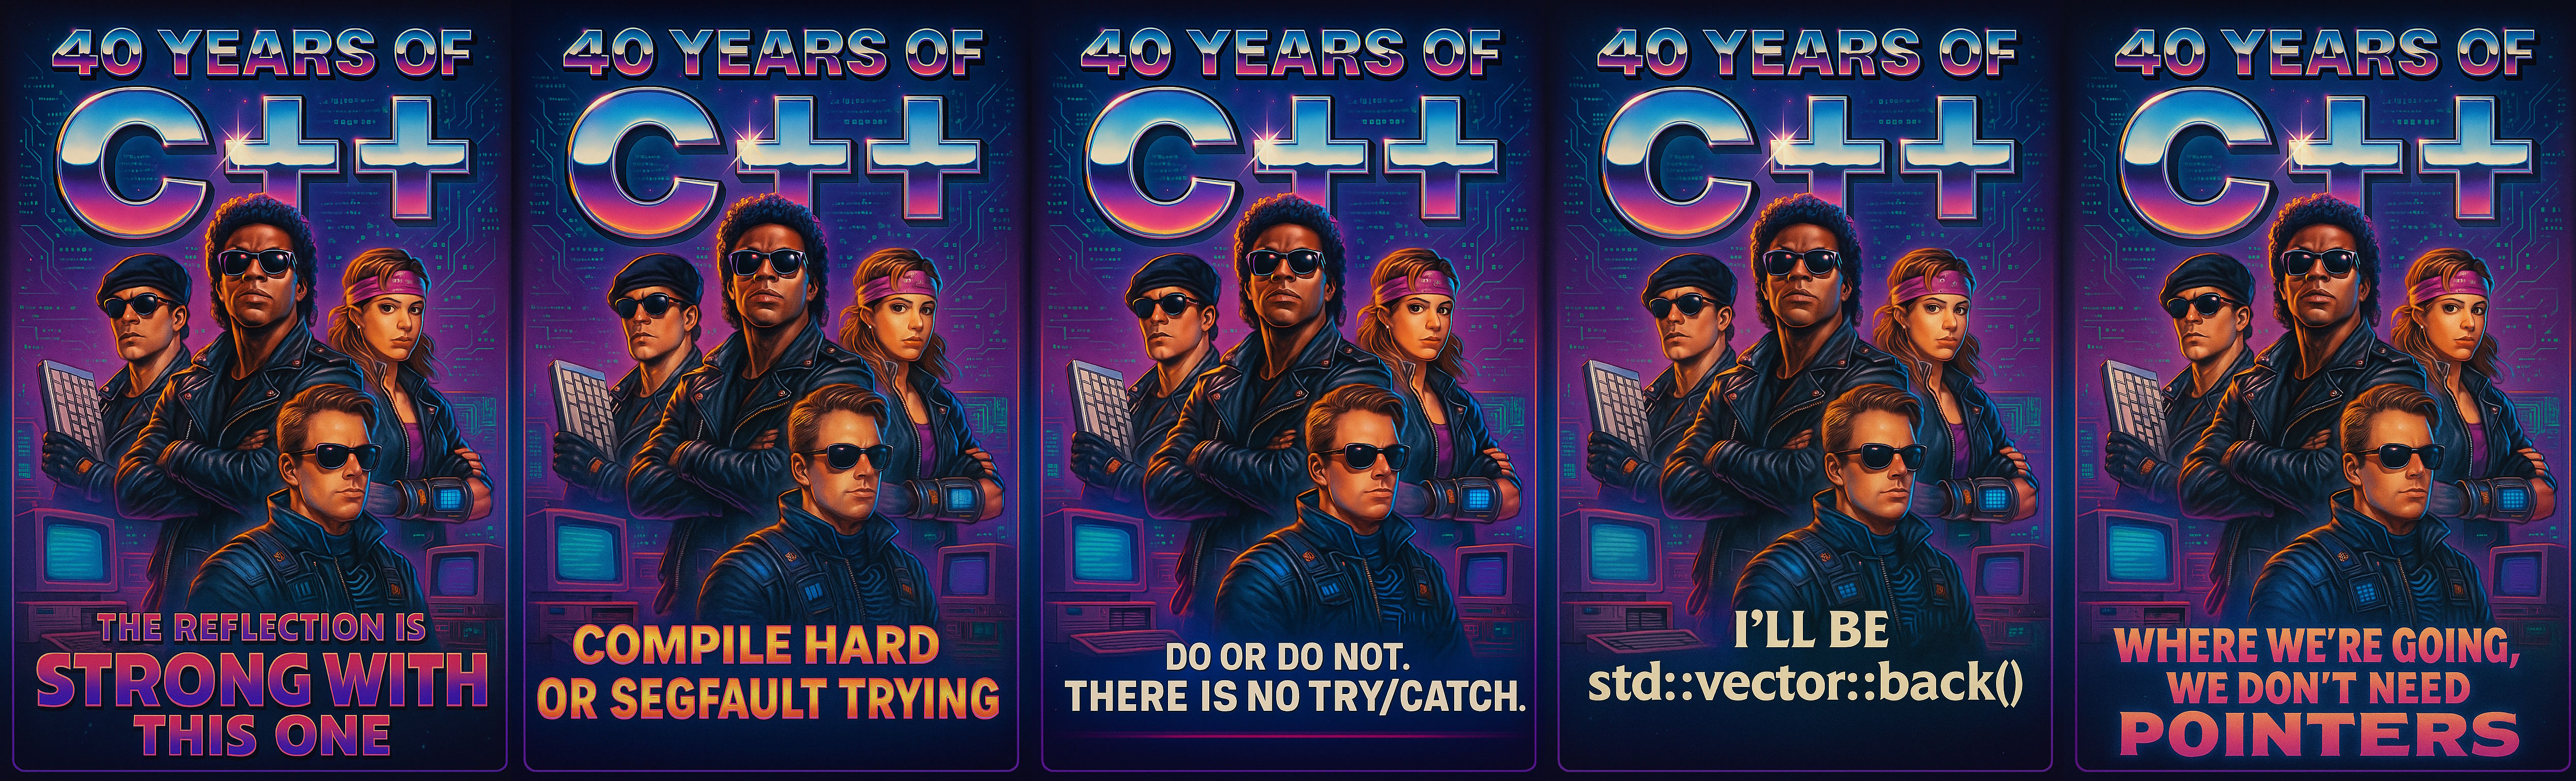 40 YEARS OF
C++
THE REFLECTION IS
STRONG WITH
THIS ONE
40 YEARS OF
C++
COMPILE HARD
OR SEGFAULT TRYING
40 YEARS OF
C++
DO OR DO NOT.
THERE IS NO TRY/CATCH.
40 YEARS OF
C++
I'LL BE
std::vector::back()
40 YEARS OF
C++
WHERE WE'RE GOING,
WE DON'T NEED
POINTERS